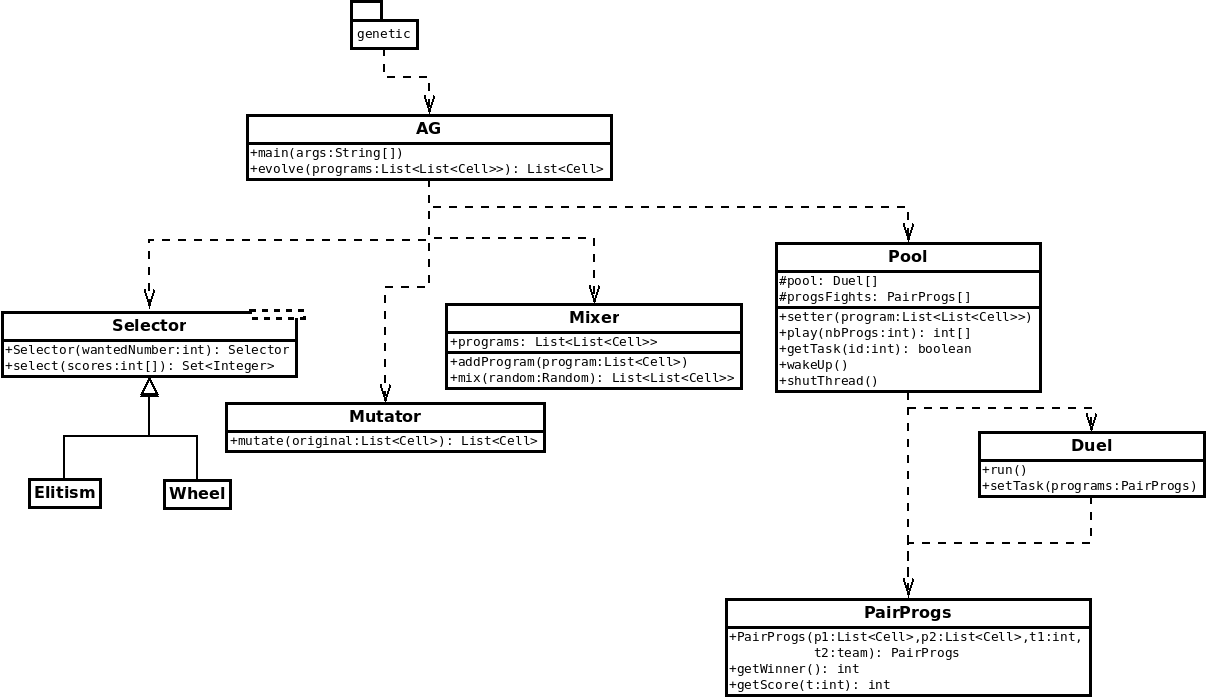 genetic
AG
+main(args:String[])
+evolve(programs:List<List<Cell>>): List<Cell>
Pool
#pool: Duel[]
#progsFights: PairProgs[]
+setter(program:List<List<Cell>>)
+play(nbProgs:int): int[]
+getTask(id:int): boolean
+wakeUp()
+shutThread()
Selector
+Selector(wantedNumber:int): Selector
+select(scores:int[]): Set<Integer>
Mixer
+programs: List<List<Cell>>
+addProgram(program:List<Cell>)
+mix(random:Random): List<List<Cell>>
Mutator
+mutate(original:List<Cell>): List<Cell>
Duel
+run()
+setTask(programs:PairProgs)
Elitism
Wheel
PairProgs
+PairProgs(p1:List<Cell>,p2:List<Cell>,t1:int,
t2:team): PairProgs
+getWinner(): int
+getScore(t:int): int